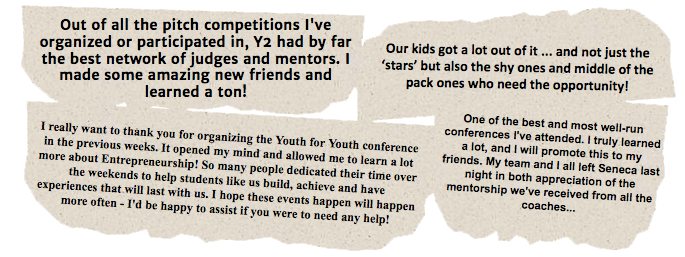 Out of all the pitch competitions I've
organized or participated in, Y2 had by far
the best network of judges and mentors. I
made some amazing new friends and
learned a ton!
Our kids got a lot out of it ... and not just the
‘stars’ but also the shy ones and middle of the
pack ones who need the opportunity!
I really want to thank you for organizing the Youth for Youth conference
in the previous weeks. It opened my mind and allowed me to learn a lot
more about Entrepreneurship! So many people dedicated their time over
the weekends to help students like us build, achieve and have
experiences that will last with us. I hope these events happen will happen
more often - I'd be happy to assist if you were to need any help!
One of the best and most well-run
conferences I've attended. I truly learned
a lot, and I will promote this to my
friends. My team and I all left Seneca last
night in both appreciation of the
mentorship we've received from all the
coaches...